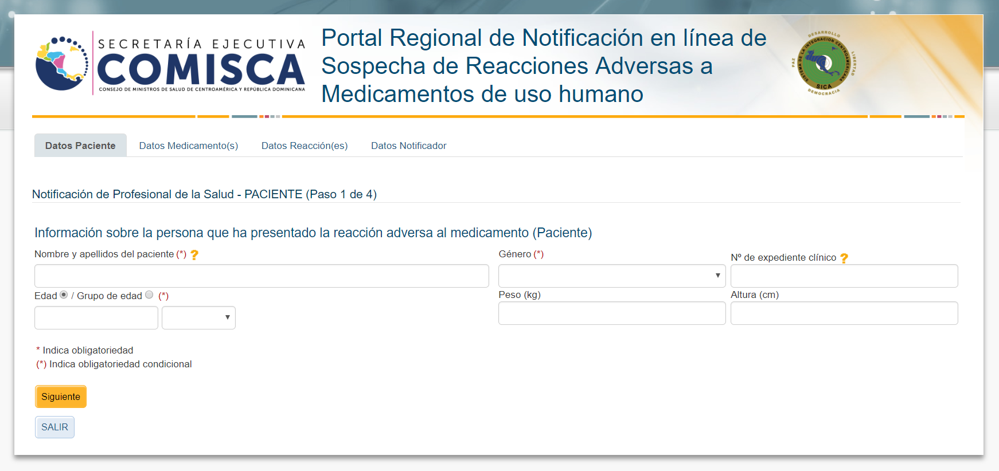 SECRETARÍA EJECUTIVA
COMISCA
CONSEJO DE MINISTROS DE SALUD DE CENTROAMÉRICA Y REPÚBLICA DOMINICANA
Portal Regional de Notificación en línea de
Sospecha de Reacciones Adversas a
Medicamentos de uso humano
DESARROLLO
PAZ
LIBERTAD
DEMOCRACIA
SISTEMA DE LA INTEGRACION CENTROAMERICANA
SICA
Datos Paciente
Datos Medicamento(s)
Datos Reacción(es)
Datos Notificador
Notificación de Profesional de la Salud - PACIENTE (Paso 1 de 4)
Información sobre la persona que ha presentado la reacción adversa al medicamento (Paciente)
Nombre y apellidos del paciente (*) ?
Género (*)
Nº de expediente clínico ?
Edad / Grupo de edad (*)
Peso (kg)
Altura (cm)
* Indica obligatoriedad
(*) Indica obligatoriedad condicional
Siguiente
SALIR